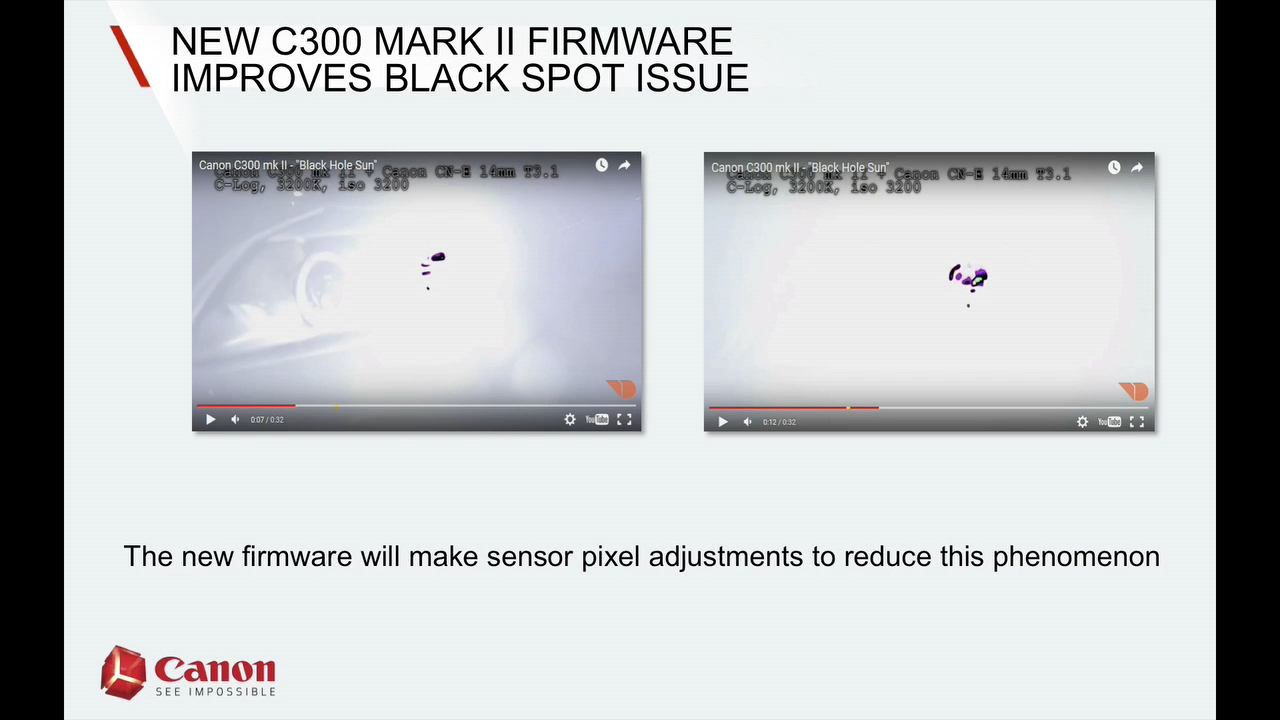 NEW C300 MARK II FIRMWARE
IMPROVES BLACK SPOT ISSUE
Canon C300 mk II - "Black Hole Sun"
Canon C300 mk II + Canon CN-E 14mm T3.1
C-Log, 3200K, iso 3200
0:07 / 0:32
YouTube
Canon C300 mk II - "Black Hole Sun"
Canon C300 mk II + Canon CN-E 14mm T3.1
C-Log, 3200K, iso 3200
0:12 / 0:32
YouTube
The new firmware will make sensor pixel adjustments to reduce this phenomenon
Canon
SEE IMPOSSIBLE